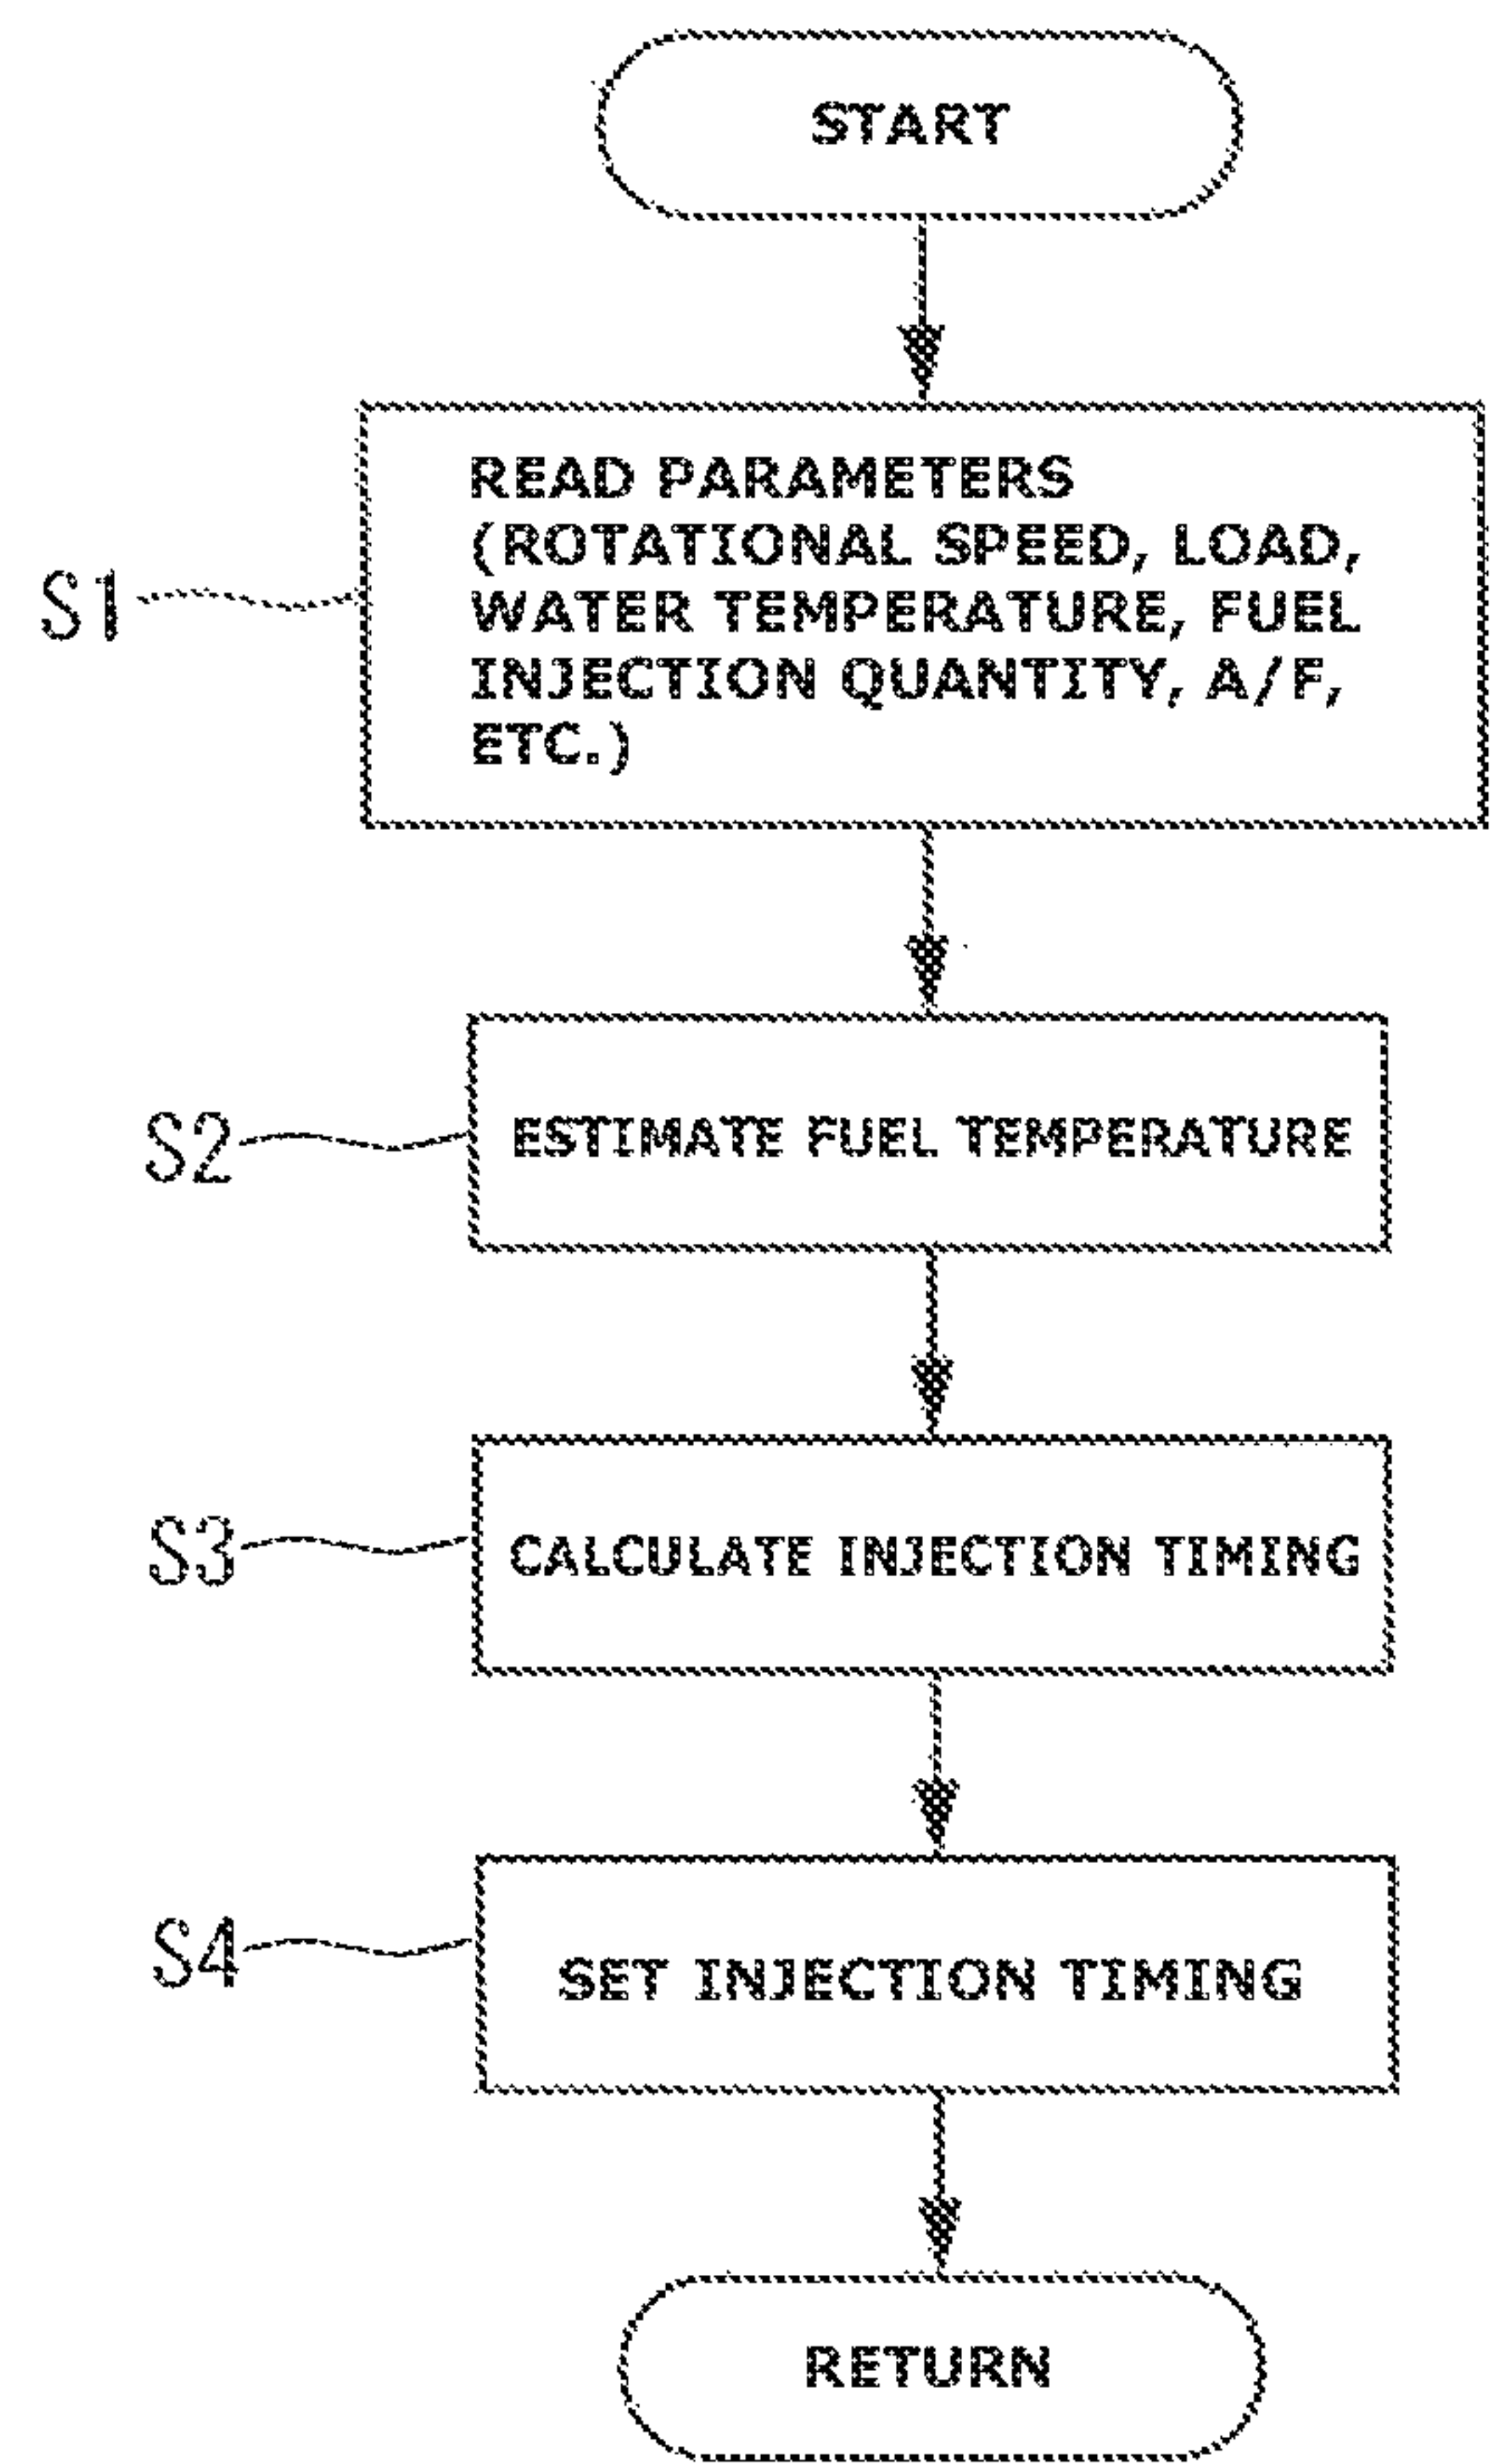 START
READ PARAMETERS
(ROTATIONAL SPEED, LOAD,
WATER TEMPERATURE, FUEL
INJECTION QUANTITY, A/F,
ETC.)
S1
ESTIMATE FUEL TEMPERATURE
S2
CALCULATE INJECTION TIMING
S3
SET INJECTION TIMING
S4
RETURN